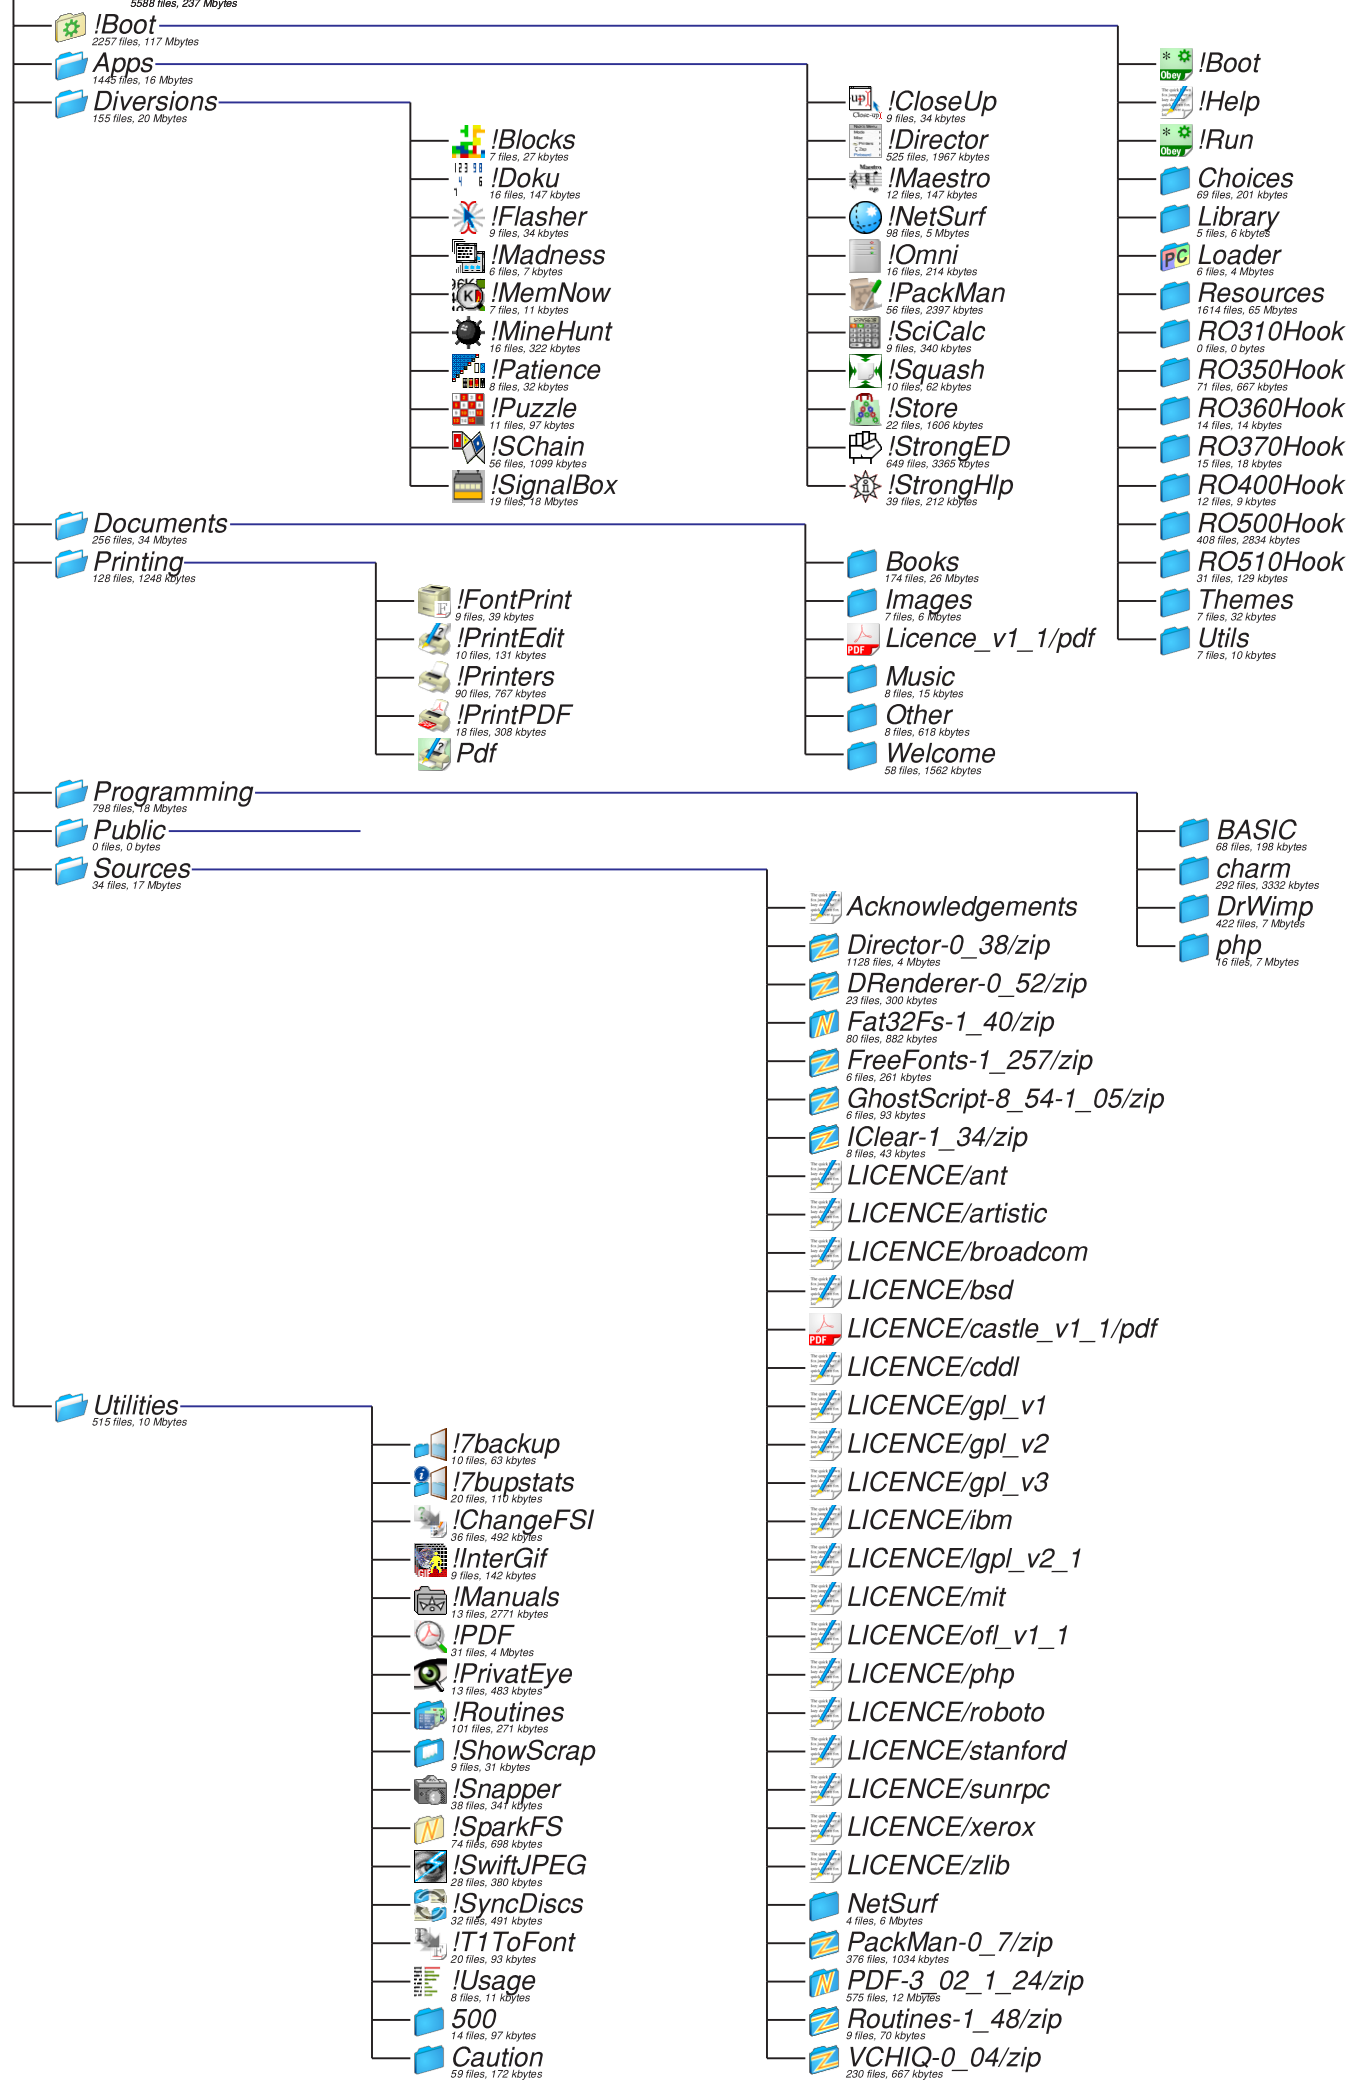 5588 files, 237 Mbytes
!Boot
2257 files, 117 Mbytes
Apps
1445 files, 16 Mbytes
Diversions
155 files, 20 Mbytes
!Blocks
7 files, 27 kbytes
!Doku
16 files, 147 kbytes
!Flasher
9 files, 34 kbytes
!Madness
6 files, 7 kbytes
!MemNow
7 files, 11 kbytes
!MineHunt
16 files, 322 kbytes
!Patience
8 files, 32 kbytes
!Puzzle
11 files, 97 kbytes
!SChain
56 files, 1099 kbytes
!SignalBox
19 files, 18 Mbytes
!CloseUp
9 files, 34 kbytes
!Director
525 files, 1967 kbytes
!Maestro
12 files, 147 kbytes
!NetSurf
98 files, 5 Mbytes
!Omni
16 files, 214 kbytes
!PackMan
56 files, 2397 kbytes
!SciCalc
9 files, 340 kbytes
!Squash
10 files, 62 kbytes
!Store
22 files, 1606 kbytes
!StrongED
649 files, 3365 kbytes
!StrongHlp
39 files, 212 kbytes
!Boot
!Help
!Run
Choices
69 files, 201 kbytes
Library
5 files, 6 kbytes
Loader
6 files, 4 Mbytes
Resources
1614 files, 65 Mbytes
RO310Hook
0 files, 0 bytes
RO350Hook
71 files, 667 kbytes
RO360Hook
14 files, 14 kbytes
RO370Hook
15 files, 18 kbytes
RO400Hook
12 files, 9 kbytes
RO500Hook
408 files, 2834 kbytes
RO510Hook
31 files, 129 kbytes
Themes
7 files, 32 kbytes
Utils
7 files, 10 kbytes
Documents
256 files, 34 Mbytes
Printing
128 files, 1248 kbytes
!FontPrint
9 files, 39 kbytes
!PrintEdit
10 files, 131 kbytes
!Printers
90 files, 767 kbytes
!PrintPDF
18 files, 308 kbytes
Pdf
Books
174 files, 26 Mbytes
Images
7 files, 6 Mbytes
Licence_v1_1/pdf
Music
8 files, 15 kbytes
Other
8 files, 618 kbytes
Welcome
58 files, 1562 kbytes
Programming
798 files, 18 Mbytes
Public
0 files, 0 bytes
Sources
34 files, 17 Mbytes
BASIC
68 files, 198 kbytes
charm
292 files, 3332 kbytes
DrWimp
422 files, 7 Mbytes
php
16 files, 7 Mbytes
Acknowledgements
Director-0_38/zip
1128 files, 4 Mbytes
DRenderer-0_52/zip
23 files, 300 kbytes
Fat32Fs-1_40/zip
80 files, 882 kbytes
FreeFonts-1_257/zip
6 files, 261 kbytes
GhostScript-8_54-1_05/zip
6 files, 93 kbytes
IClear-1_34/zip
8 files, 43 kbytes
LICENCE/ant
LICENCE/artistic
LICENCE/broadcom
LICENCE/bsd
LICENCE/castle_v1_1/pdf
LICENCE/cddl
LICENCE/gpl_v1
LICENCE/gpl_v2
LICENCE/gpl_v3
LICENCE/ibm
LICENCE/lgpl_v2_1
LICENCE/mit
LICENCE/ofl_v1_1
LICENCE/php
LICENCE/roboto
LICENCE/stanford
LICENCE/sunrpc
LICENCE/xerox
LICENCE/zlib
NetSurf
4 files, 6 Mbytes
PackMan-0_7/zip
376 files, 1034 kbytes
PDF-3_02_1_24/zip
575 files, 12 Mbytes
Routines-1_48/zip
9 files, 70 kbytes
VCHIQ-0_04/zip
230 files, 667 kbytes
Utilities
515 files, 10 Mbytes
!7backup
10 files, 63 kbytes
!7bupstats
20 files, 110 kbytes
!ChangeFSI
36 files, 492 kbytes
!InterGif
9 files, 142 kbytes
!Manuals
13 files, 2771 kbytes
!PDF
31 files, 4 Mbytes
!PrivatEye
13 files, 483 kbytes
!Routines
101 files, 271 kbytes
!ShowScrap
9 files, 31 kbytes
!Snapper
38 files, 341 kbytes
!SparkFS
74 files, 698 kbytes
!SwiftJPEG
28 files, 380 kbytes
!SyncDiscs
32 files, 491 kbytes
!T1ToFont
20 files, 93 kbytes
!Usage
8 files, 11 kbytes
500
14 files, 97 kbytes
Caution
59 files, 172 kbytes